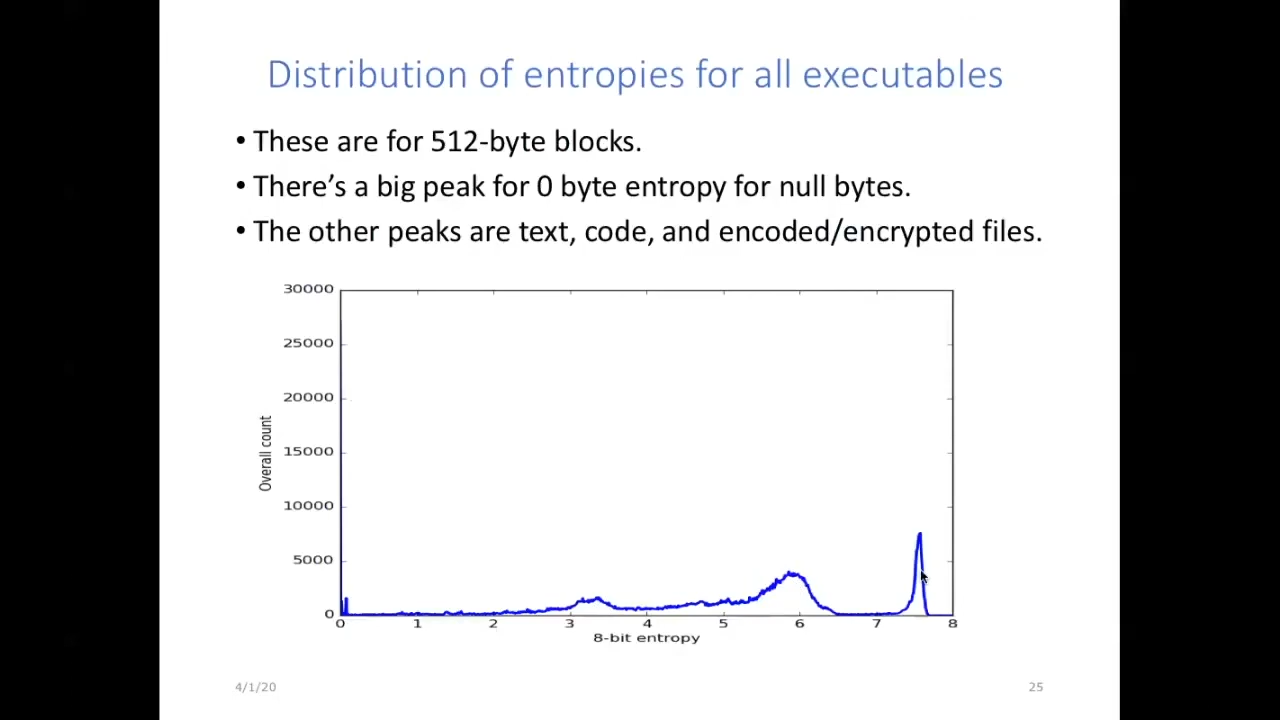 Distribution of entropies for all executables
• These are for 512-byte blocks.
• There’s a big peak for 0 byte entropy for null bytes.
• The other peaks are text, code, and encoded/encrypted files.
30000
25000
20000
15000
10000
5000
0
Overall count
0 1 2 3 4 5 6 7 8
8-bit entropy
4/1/20
25